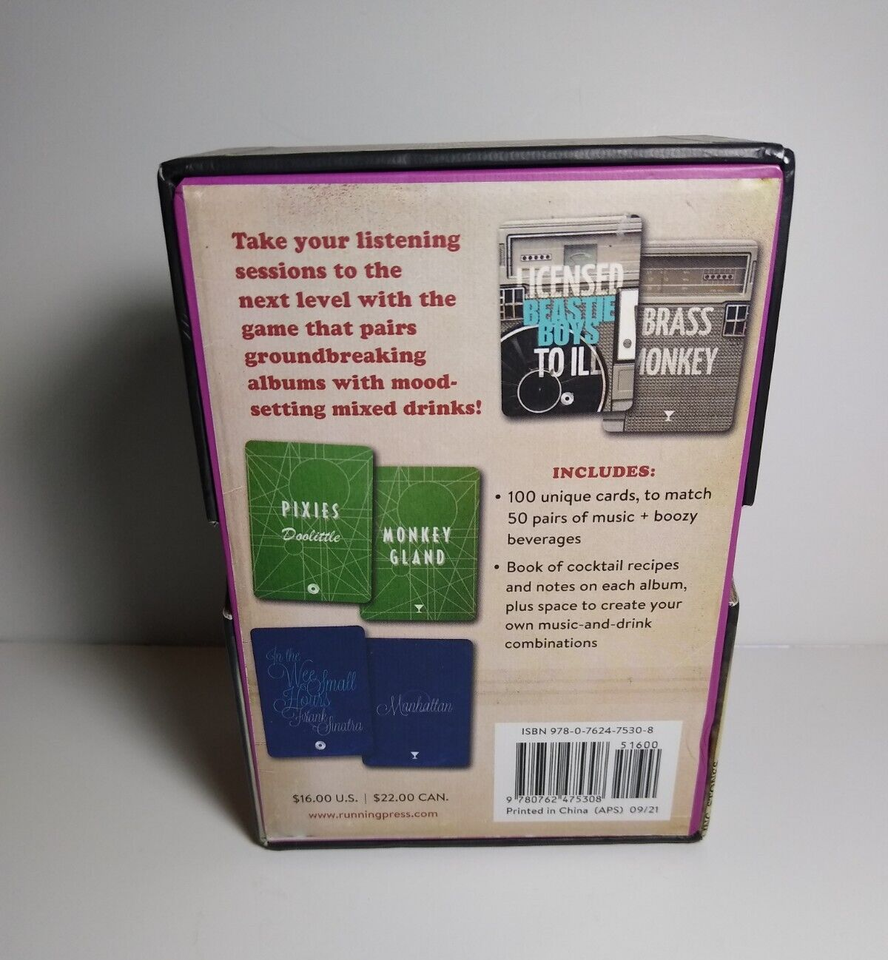 Take your listening
sessions to the
next level with the
game that pairs
groundbreaking
albums with mood-
setting mixed drinks!
LICENSED
BEASTIE
BOYS
TO ILL
BRASS
MONKEY
PIXIES
Doolittle
MONKEY
GLAND
In the
Wee Small
Hours
Frank
Sinatra
Manhattan
INCLUDES:
• 100 unique cards, to match
50 pairs of music + boozy
beverages
• Book of cocktail recipes
and notes on each album,
plus space to create your
own music-and-drink
combinations
$16.00 U.S. | $22.00 CAN.
www.runningpress.com
ISBN 978-0-7624-7530-8
51600
9 780762 475308
Printed in China (APS) 09/21